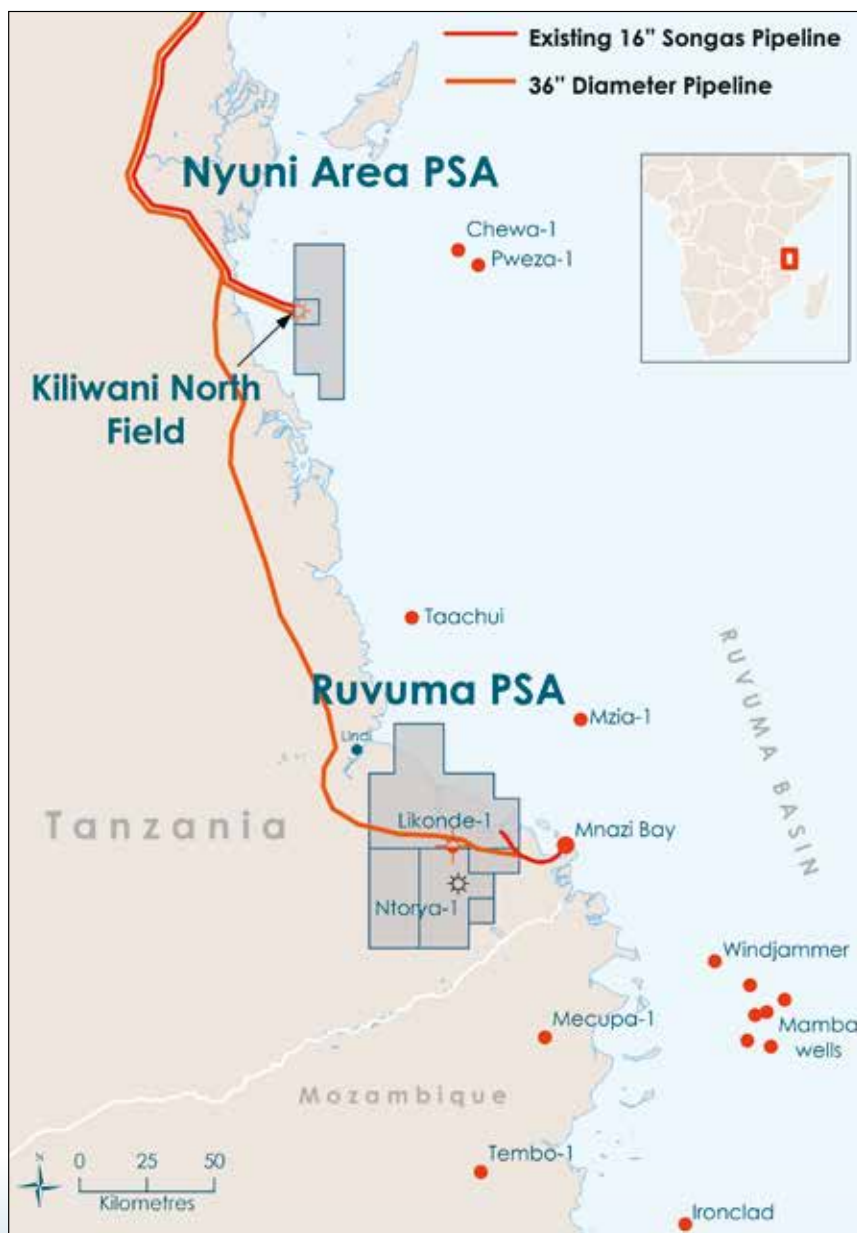 Existing 16" Songas Pipeline
36" Diameter Pipeline
Nyuni Area PSA
Chewa-1
Pweza-1
Kiliwani North
Field
Taachui
Ruvuma PSA
Mzia-1
RUVUMA BASIN
Lindi
Tanzania
Likonde-1
Mnazi Bay
Ntorya-1
Windjammer
Mamba
wells
Mecupa-1
Mozambique
Tembo-1
N
0 25 50
Kilometres
Ironclad